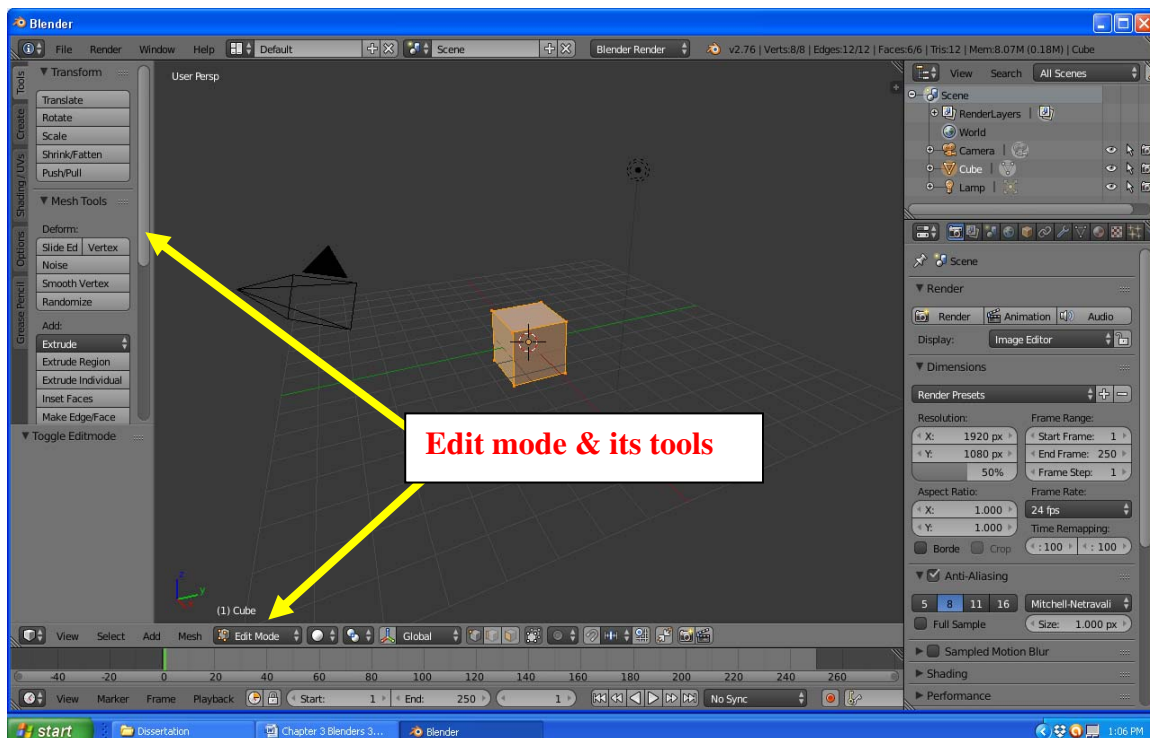 Blender
File Render Window Help Default Scene Blender Render v2.76 | Verts:8/8 | Edges:12/12 | Faces:6/6 | Tris:12 | Mem:8.07M (0.18M) | Cube
Tools
Create
Shading / UVs
Options
Grease Pencil
Transform
Translate
Rotate
Scale
Shrink/Fatten
Push/Pull
Mesh Tools
Deform:
Slide Ed Vertex
Noise
Smooth Vertex
Randomize
Add:
Extrude
Extrude Region
Extrude Individual
Inset Faces
Make Edge/Face
Toggle Editmode
User Persp
Edit mode & its tools
z
y
(1) Cube
View Search All Scenes
Scene
RenderLayers |
World
Camera |
Cube |
Lamp |
Scene
Render
Render Animation Audio
Display: Image Editor
Dimensions
Render Presets
Resolution: Frame Range:
X: 1920 px Start Frame: 1
Y: 1080 px End Frame: 250
50% Frame Step: 1
Aspect Ratio: Frame Rate:
X: 1.000 24 fps
Y: 1.000 Time Remapping:
Borde Crop : 100 : 100
Anti-Aliasing
5 8 11 16 Mitchell-Netravali
Full Sample Size: 1.000 px
Sampled Motion Blur
Shading
Performance
View Select Add Mesh Edit Mode Global
-40 -20 0 20 40 60 80 100 120 140 160 180 200 220 240 260
View Marker Frame Playback Start: 1 End: 250 1 No Sync
start Dissertation Chapter 3 Blenders 3... Blender 1:06 PM